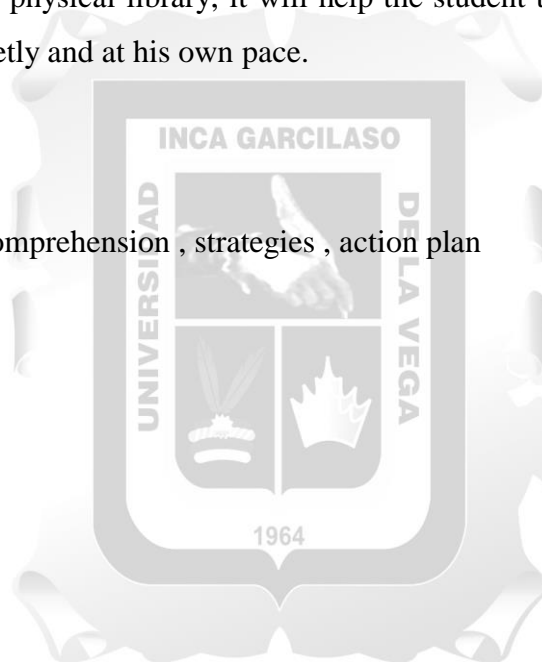 physical library, it will help the student t
etly and at his own pace.
INCA GARCILASO
UNIVERSIDAD
DE LA VEGA
omprehension , strategies , action plan
1964